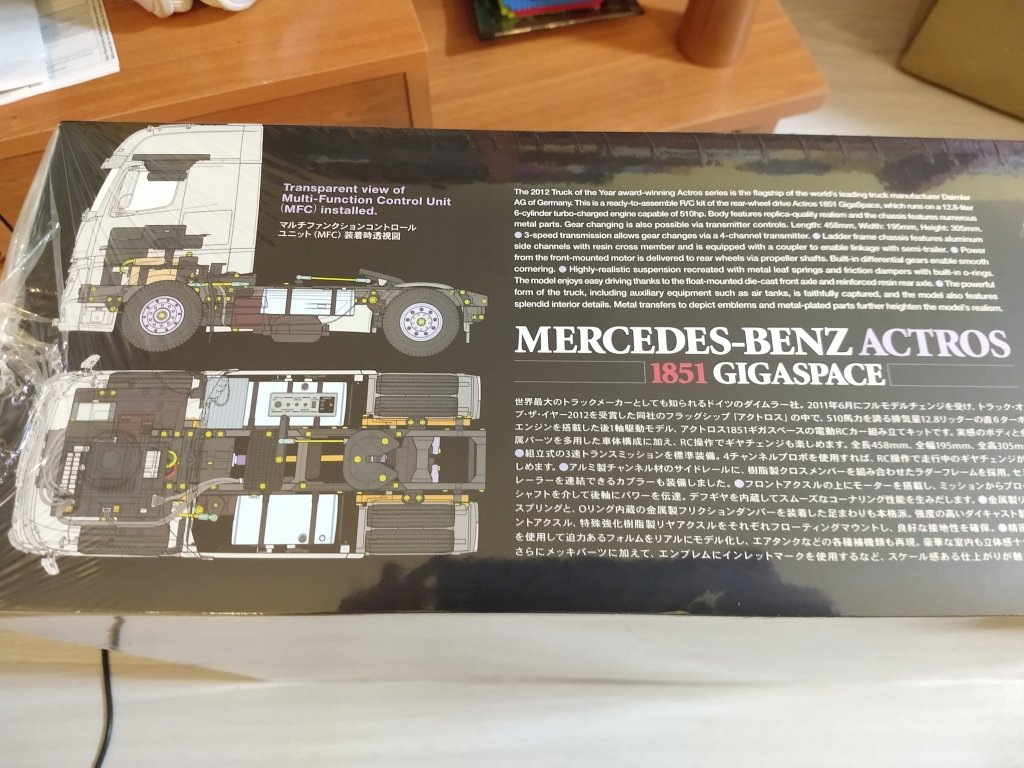 Transparent view of
Multi-Function Control Unit
(MFC) installed.
マルチファンクションコントロール
ユニット（MFC）装着時透視図
The 2012 Truck of the Year award-winning Actros series is the flagship of the world's leading truck manufacturer Daimler
AG of Germany. This is a ready-to-assemble R/C kit of the rear-wheel drive Actros 1851 GigaSpace, which runs on a 12.8-liter
6-cylinder turbo-charged engine capable of 510hp. Body features replica-quality realism and the chassis features numerous
metal parts. Gear changing is also possible via transmitter controls. Length: 458mm, Width: 195mm, Height: 305mm.
● 3-speed transmission allows gear changes via a 4-channel transmitter. ● Ladder frame chassis features aluminum
side channels with resin cross member and is equipped with a coupler to enable linkage with semi-trailer. ● Power
from the front-mounted motor is delivered to rear wheels via propeller shafts. Built-in differential gears enable smooth
cornering. ● Highly-realistic suspension recreated with metal leaf springs and friction dampers with built-in o-rings.
The model enjoys easy driving thanks to the float-mounted die-cast front axle and reinforced resin rear axle. ● The powerful
form of the truck, including auxiliary equipment such as air tanks, is faithfully captured, and the model also features
splendid interior details. Metal transfers to depict emblems and metal-plated parts further heighten the model's realism.
MERCEDES-BENZ ACTROS
1851 GIGASPACE
世界最大のトラックメーカーとしても知られるドイツのダイムラー社。2011年6月にフルモデルチェンジを受け、トラック・オ
ブ・ザ・イヤー2012を受賞した同社のフラッグシップ「アクトロス」の中で、510馬力を誇る排気量12.8リッターの直6ターボ
エンジンを搭載した後1軸駆動モデル、アクトロス1851ギガスペースの電動RCカー組み立てキットです。実感のボディと
属パーツを多用した車体構成に加え、RC操作でギヤチェンジも楽しめます。全長458mm、全幅195mm、全高305m
●組立式の3速トランスミッションを標準装備。4チャンネルプロポを使用すれば、RC操作で走行中のギヤチェンジが
しめます。●アルミ製チャンネル材のサイドレールに、樹脂製クロスメンバーを組み合わせたラダーフレームを採用。セ
レーラーを連結できるカプラーも装備しました。●フロントアクスルの上にモーターを搭載し、ミッションからプロ
シャフトを介して後軸にパワーを伝達。デフギヤを内蔵してスムーズなコーナリング性能を生みだします。●金属製リ
スプリングと、Oリング内蔵の金属製フリクションダンパーを装着した足まわりも本格派。強度の高いダイキャスト製
ントアクスル、特殊強化樹脂製リヤアクスルをそれぞれフローティングマウントし、良好な接地性を確保。●精密
を使用して迫力あるフォルムをリアルにモデル化し、エアタンクなどの各種補機類も再現。豪華な室内も立体感十
さらにメッキパーツに加えて、エンブレムにインレットマークを使用するなど、スケール感ある仕上がりが魅